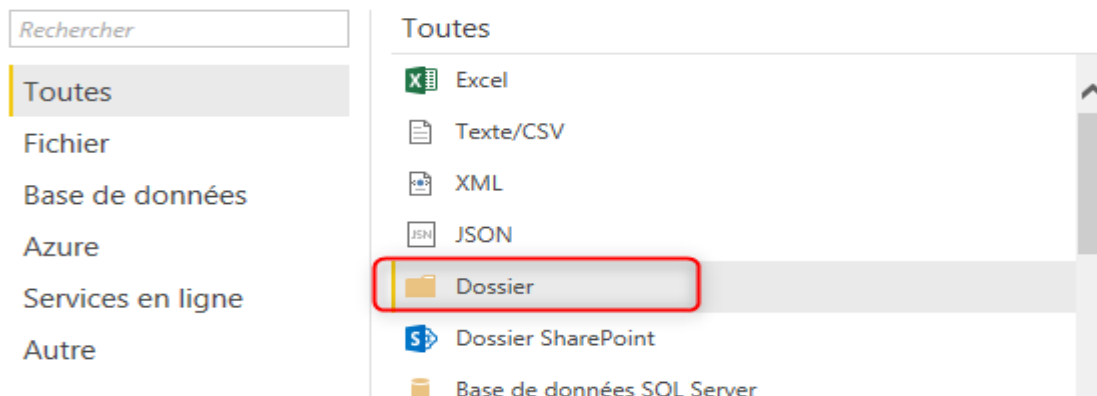 Rechercher
Toutes
Fichier
Base de données
Azure
Services en ligne
Autre
Toutes
Excel
Texte/CSV
XML
JSON
Dossier
Dossier SharePoint
Base de données SQL Server